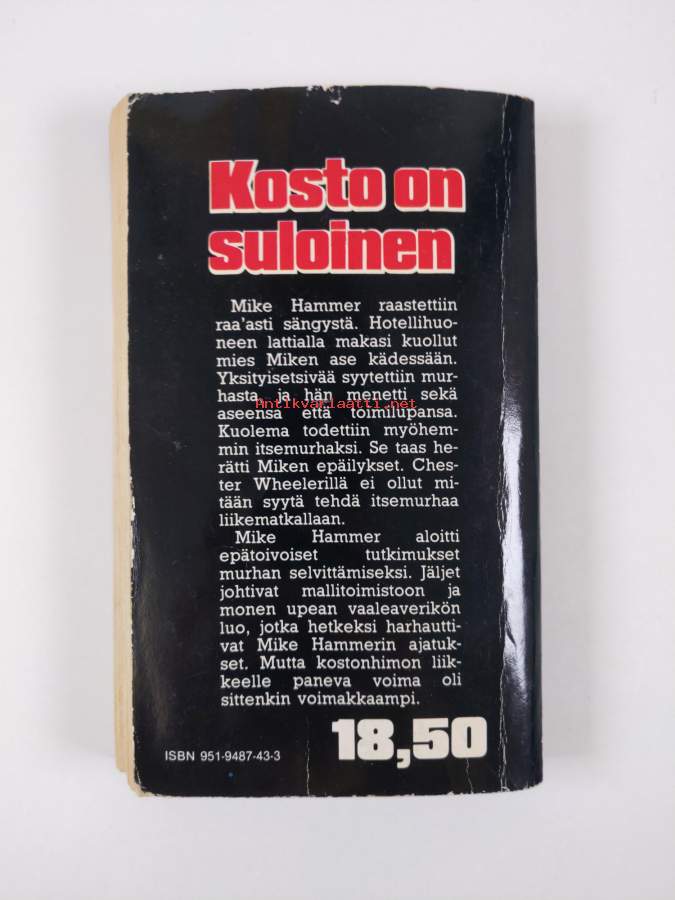 Kosto on
suloinen
Mike Hammer raastettiin
raa'asti sängystä. Hotellihuo-
neen lattialla makasi kuollut
mies Miken ase kädessään.
Yksityisetsivää syytettiin mur-
hasta ja hän menetti sekä
Antikvariaatti.net
aseensa että toimilupansa.
Kuolema todettiin myöhem-
min itsemurhaksi. Se taas he-
rätti Miken epäilykset. Ches-
ter Wheelerillä ei ollut mi-
tään syytä tehdä itsemurhaa
liikematkallaan.
Mike Hammer aloitti
epätoivoiset tutkimukset
murhan selvittämiseksi. Jäljet
johtivat mallitoimistoon ja
monen upean vaaleaverikön
luo, jotka hetkeksi harhautti-
vat Mike Hammerin ajatuk-
set. Mutta kostonhimon liik-
keelle paneva voima oli
sittenkin voimakkaampi.
18,50
ISBN 951-9487-43-3